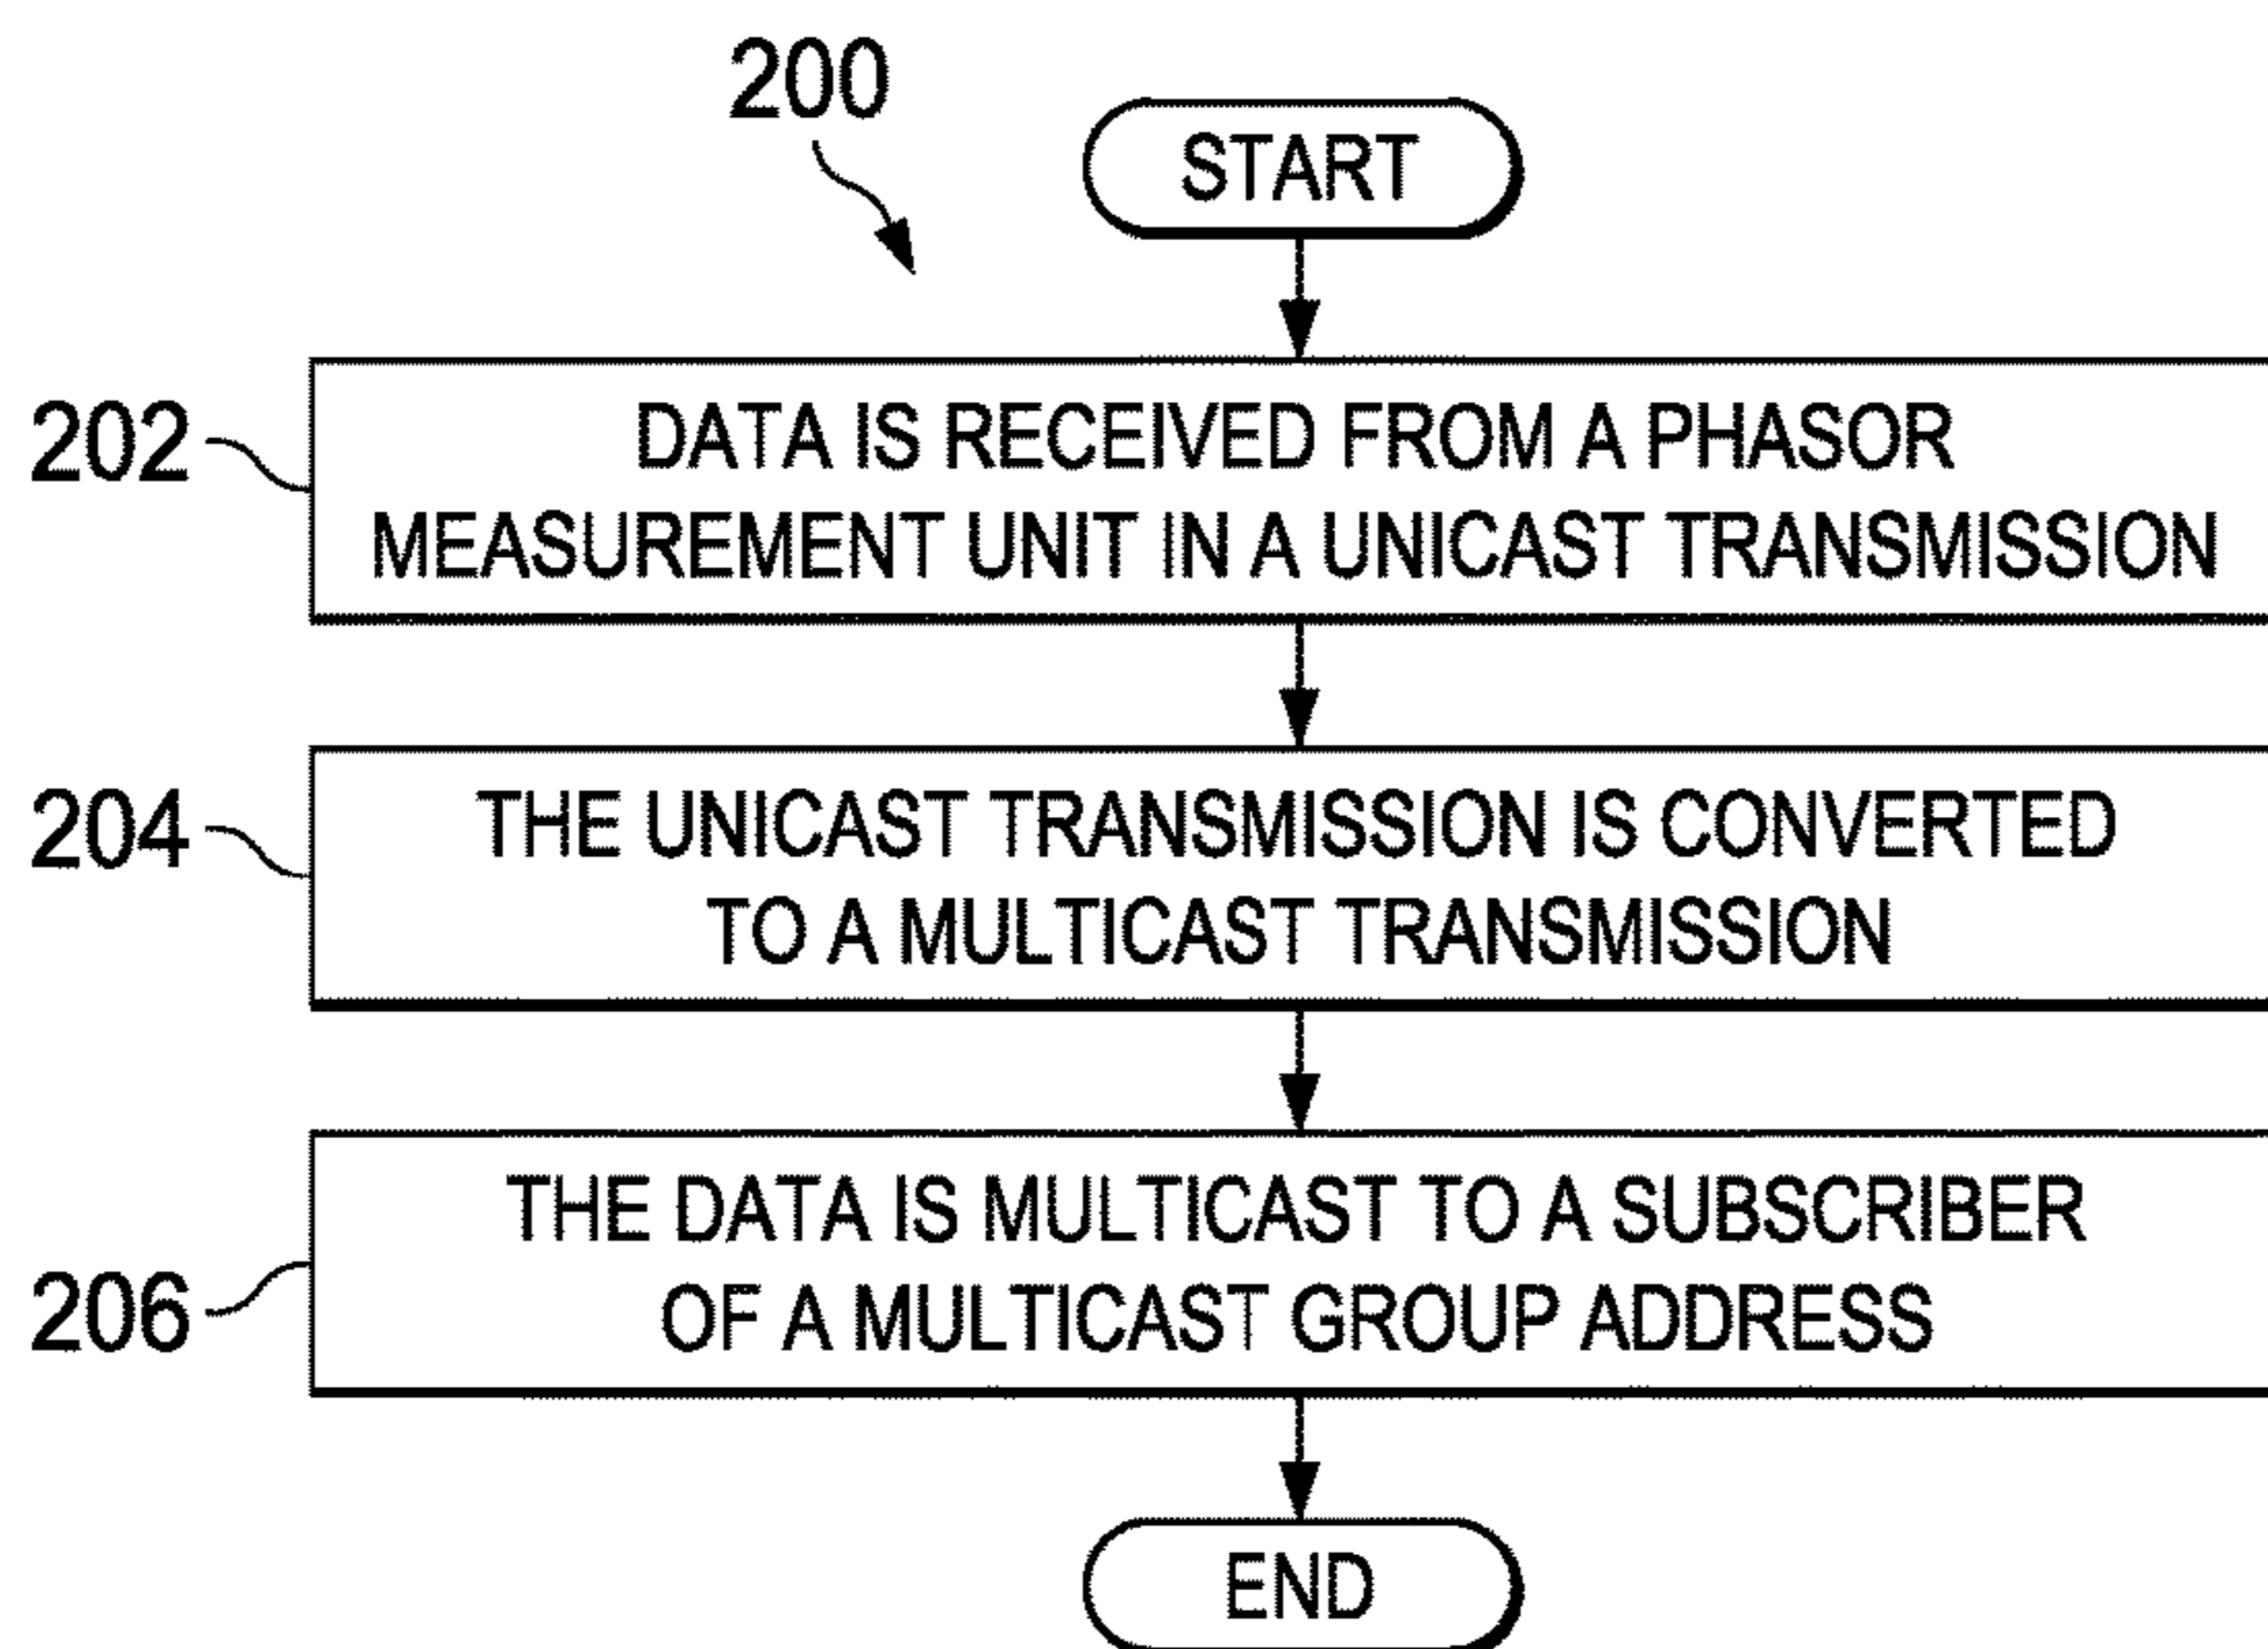 200
START
202
DATA IS RECEIVED FROM A PHASOR
MEASUREMENT UNIT IN A UNICAST TRANSMISSION
204
THE UNICAST TRANSMISSION IS CONVERTED
TO A MULTICAST TRANSMISSION
206
THE DATA IS MULTICAST TO A SUBSCRIBER
OF A MULTICAST GROUP ADDRESS
END